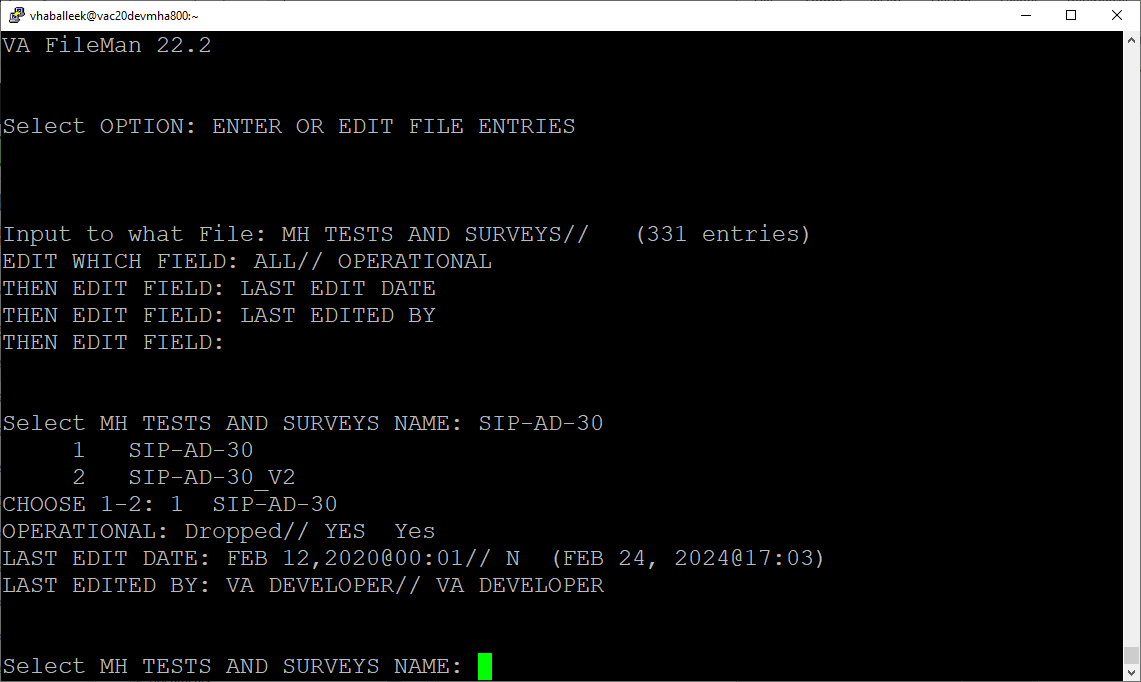 vhaballeek@vac20devmha800:~
VA FileMan 22.2
Select OPTION: ENTER OR EDIT FILE ENTRIES
Input to what File: MH TESTS AND SURVEYS//   (331 entries)
EDIT WHICH FIELD: ALL// OPERATIONAL
THEN EDIT FIELD: LAST EDIT DATE
THEN EDIT FIELD: LAST EDITED BY
THEN EDIT FIELD:
Select MH TESTS AND SURVEYS NAME: SIP-AD-30
     1   SIP-AD-30
     2   SIP-AD-30_V2
CHOOSE 1-2: 1  SIP-AD-30
OPERATIONAL: Dropped// YES  Yes
LAST EDIT DATE: FEB 12,2020@00:01// N  (FEB 24, 2024@17:03)
LAST EDITED BY: VA DEVELOPER// VA DEVELOPER
Select MH TESTS AND SURVEYS NAME: